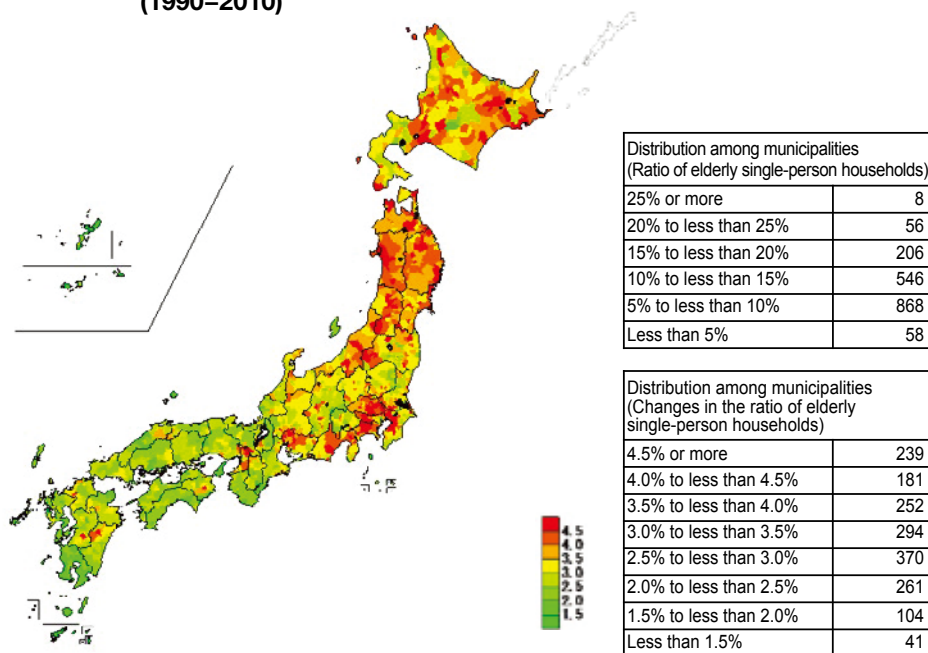 (1990–2010)
Distribution among municipalities
(Ratio of elderly single-person households)
25% or more 8
20% to less than 25% 56
15% to less than 20% 206
10% to less than 15% 546
5% to less than 10% 868
Less than 5% 58
Distribution among municipalities
(Changes in the ratio of elderly
single-person households)
4.5% or more 239
4.0% to less than 4.5% 181
3.5% to less than 4.0% 252
3.0% to less than 3.5% 294
2.5% to less than 3.0% 370
2.0% to less than 2.5% 261
1.5% to less than 2.0% 104
Less than 1.5% 41
4.5
4.0
3.5
3.0
2.5
2.0
1.5